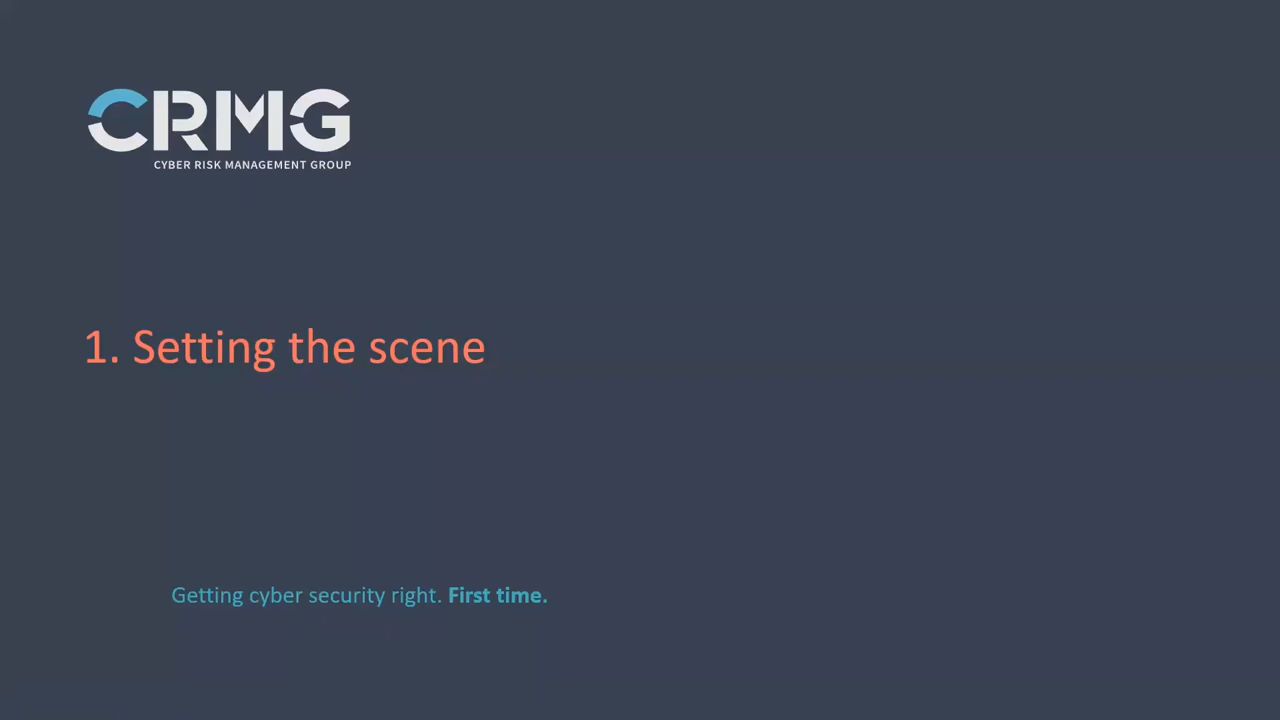 CRMG
CYBER RISK MANAGEMENT GROUP
1. Setting the scene
Getting cyber security right. First time.